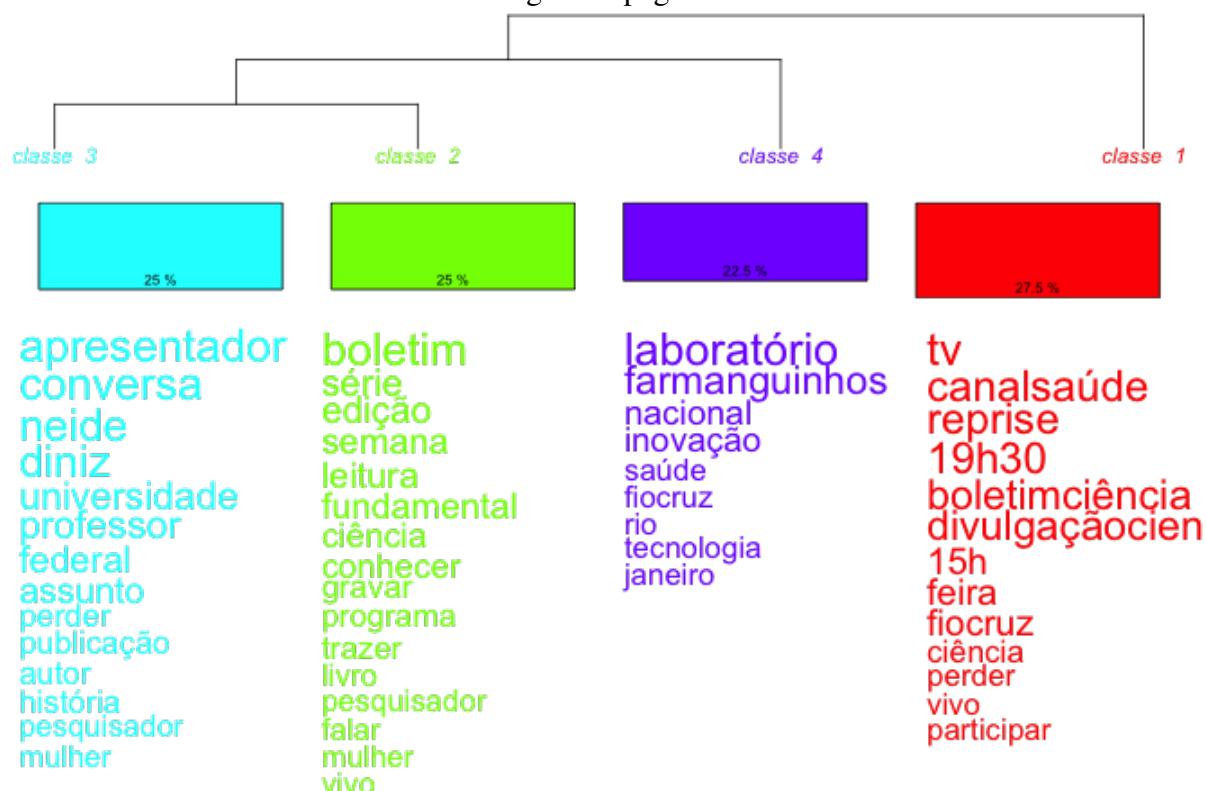 classe 3
classe 2
classe 4
classe 1
25 %
25 %
22.5 %
27.5 %
apresentador
conversa
neide
diniz
universidade
professor
federal
assunto
perder
publicação
autor
história
pesquisador
mulher
boletim
série
edição
semana
leitura
fundamental
ciência
conhecer
gravar
programa
trazer
livro
pesquisador
falar
mulher
vivo
laboratório
farmanguinhos
nacional
inovação
saúde
fiocruz
rio
tecnologia
janeiro
tv
canalsaúde
reprise
19h30
boletimciência
divulgaçãocien
15h
feira
fiocruz
ciência
perder
vivo
participar